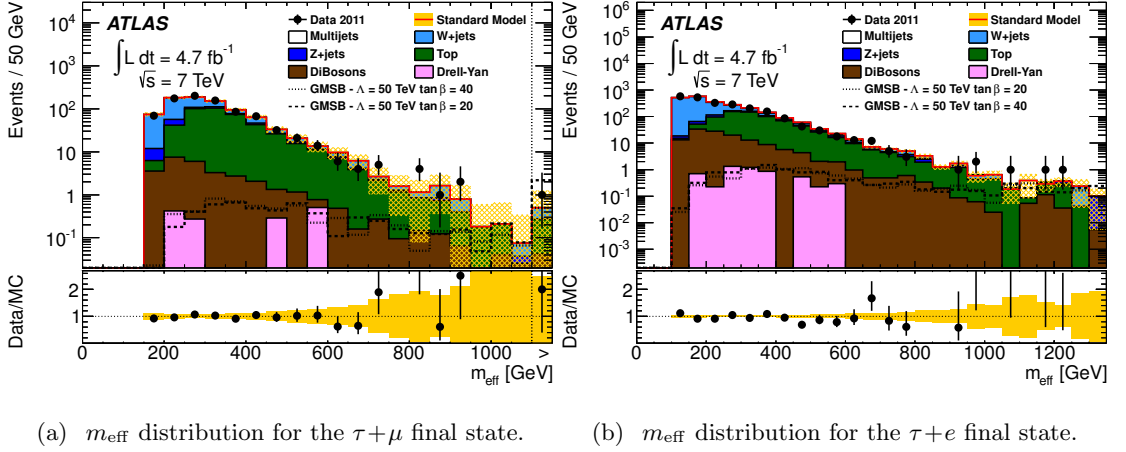 ATLAS
∫L dt = 4.7 fb⁻¹
√s = 7 TeV
Data 2011
Standard Model
Multijets
W+jets
Z+jets
Top
DiBosons
Drell-Yan
GMSB - Λ = 50 TeV tan β = 40
GMSB - Λ = 50 TeV tan β = 20
Events / 50 GeV
10³
10²
10
1
10⁻¹
Data/MC
2
1
0 200 400 600 800 1000 >
m_eff [GeV]
(a) m_eff distribution for the τ+μ final state.
ATLAS
∫L dt = 4.7 fb⁻¹
√s = 7 TeV
Data 2011
Standard Model
Multijets
W+jets
Z+jets
Top
DiBosons
Drell-Yan
GMSB - Λ = 50 TeV tan β = 20
GMSB - Λ = 50 TeV tan β = 40
Events / 50 GeV
10⁶
10⁵
10⁴
10³
10²
10
1
10⁻¹
10⁻²
10⁻³
Data/MC
2
1
0 200 400 600 800 1000 1200
m_eff [GeV]
(b) m_eff distribution for the τ+e final state.